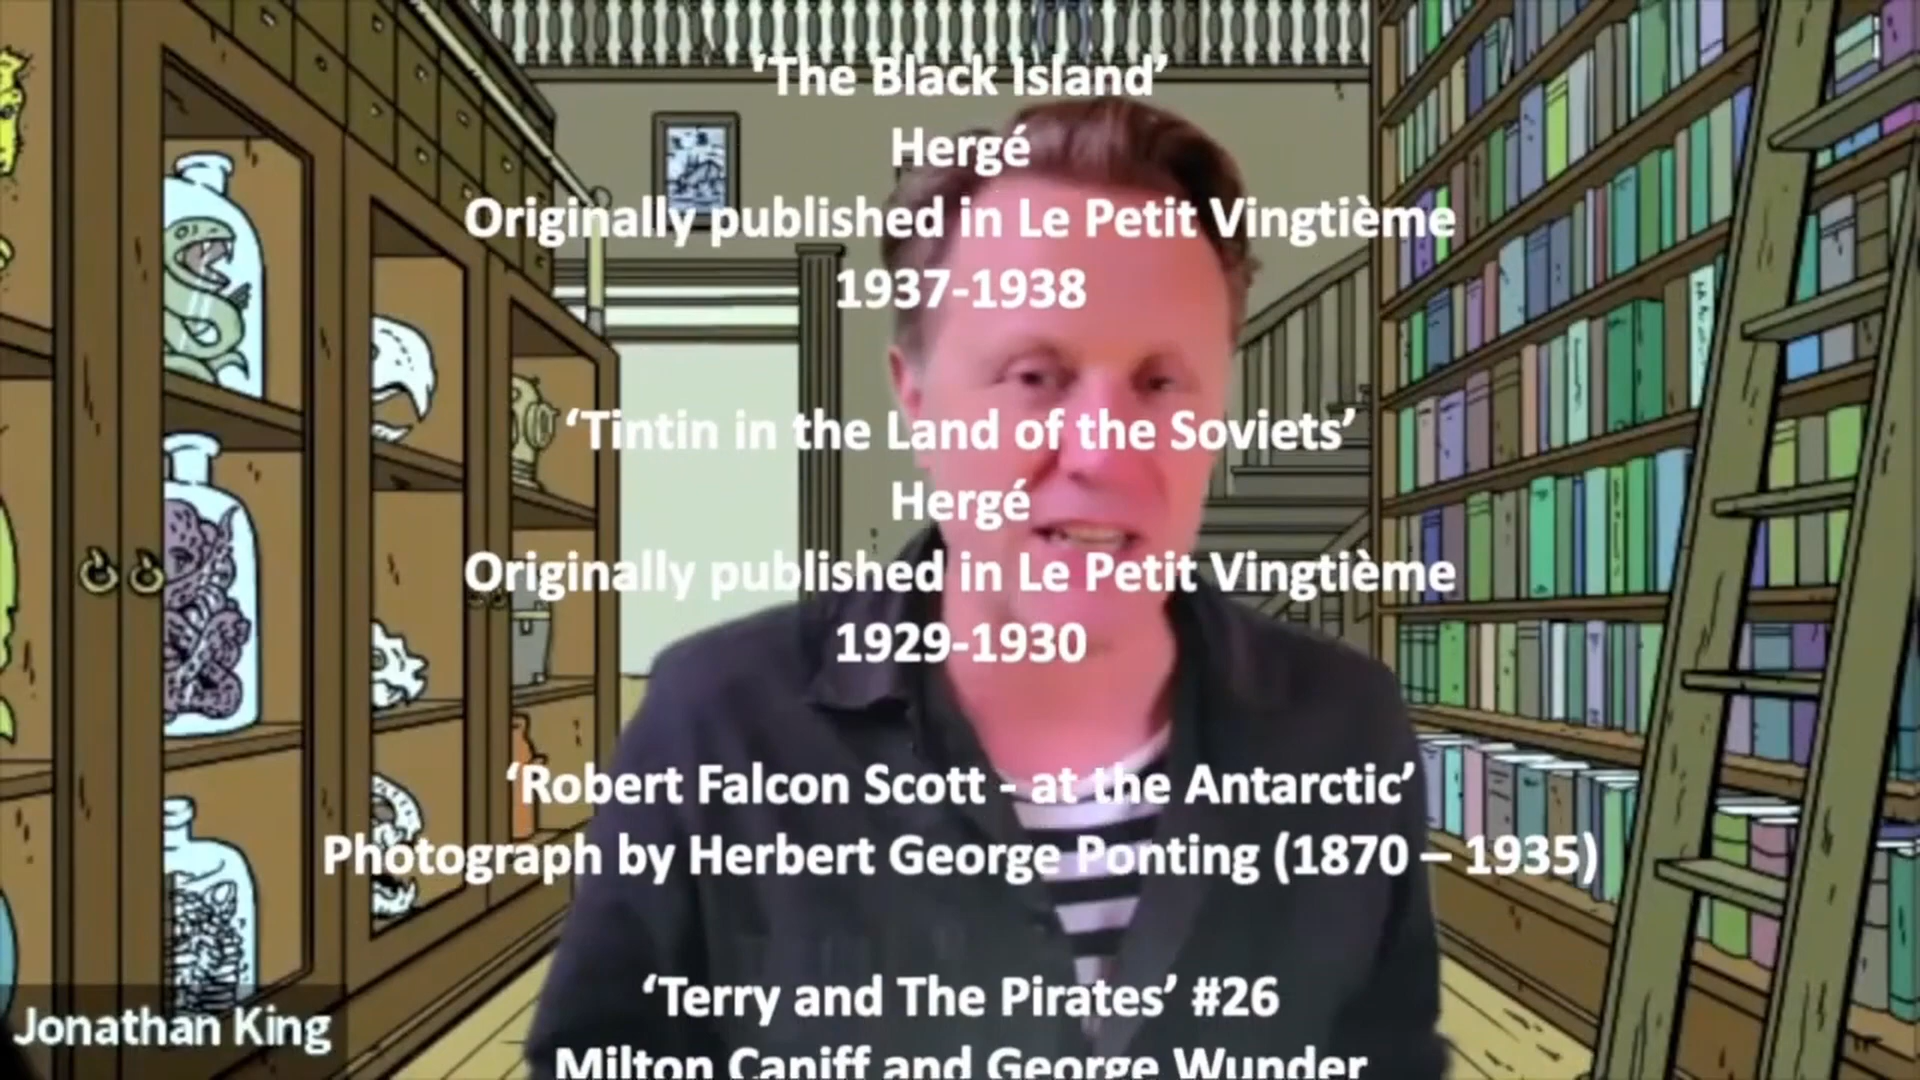 'The Black Island’
Hergé
Originally published in Le Petit Vingtième
1937-1938
‘Tintin in the Land of the Soviets’
Hergé
Originally published in Le Petit Vingtième
1929-1930
‘Robert Falcon Scott - at the Antarctic’
Photograph by Herbert George Ponting (1870 – 1935)
‘Terry and The Pirates’ #26
Milton Caniff and George Wunder
Jonathan King